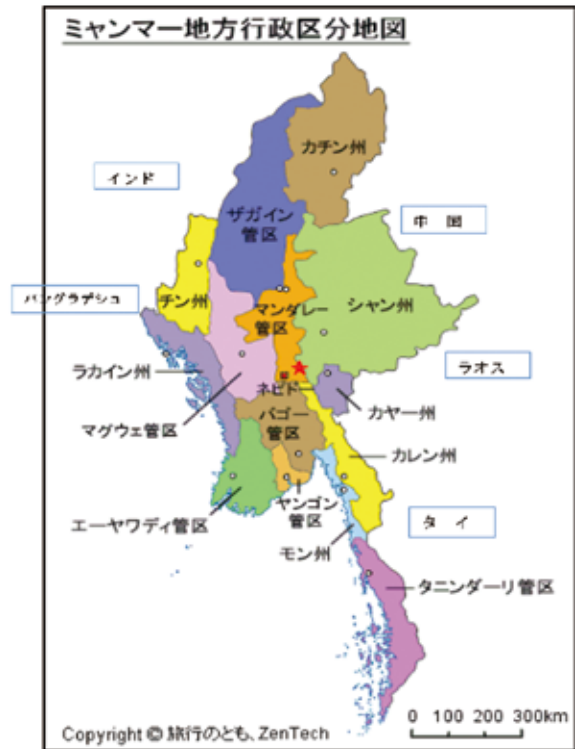 ミャンマー地方行政区分地図
カチン州
インド
ザガイン
管区
中 国
チン州
バングラデシュ
マンダレー
管区
シャン州
ラカイン州
ラオス
ネピドー
マグウェ管区
バゴー
管区
カヤー州
カレン州
エーヤワディ管区
ヤンゴン
管区
モン州
タ イ
タニンダーリ管区
0 100 200 300km
Copyright © 旅行のとも、ZenTech